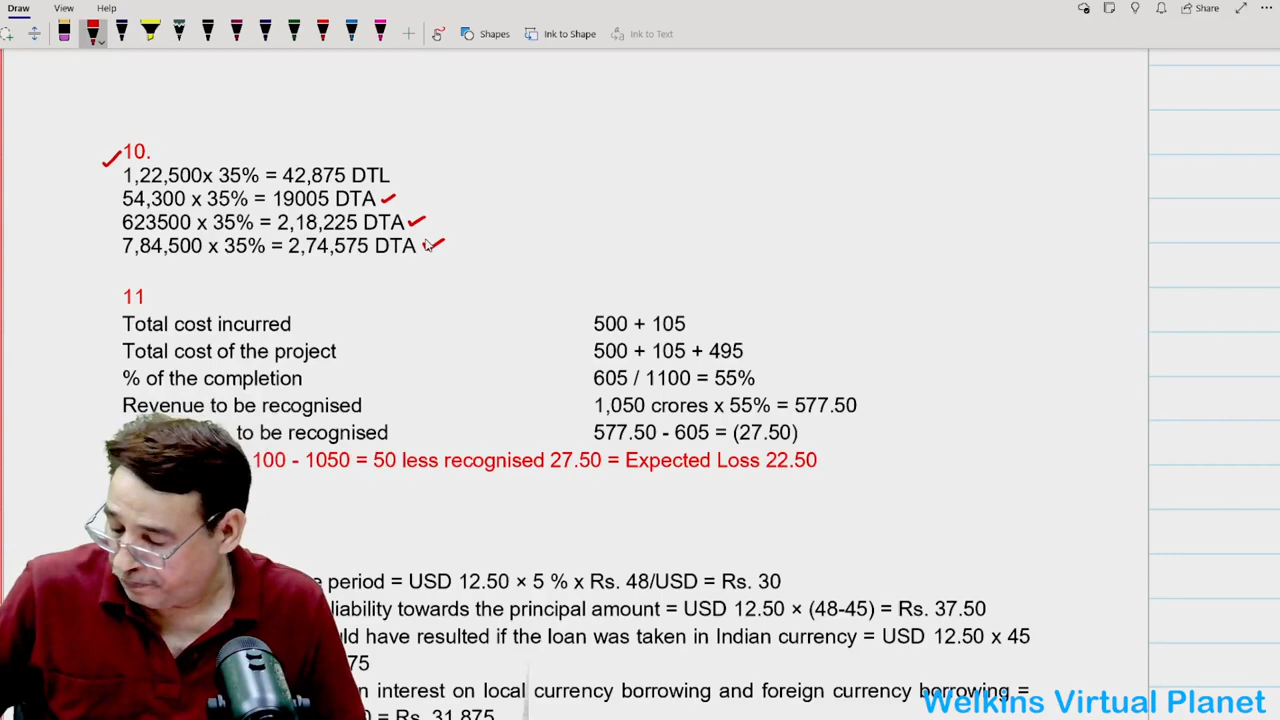 Draw View Help
Shapes Ink to Shape Ink to Text Share
10.
1,22,500x 35% = 42,875 DTL
54,300 x 35% = 19005 DTA
623500 x 35% = 2,18,225 DTA
7,84,500 x 35% = 2,74,575 DTA
11
Total cost incurred 500 + 105
Total cost of the project 500 + 105 + 495
% of the completion 605 / 1100 = 55%
Revenue to be recognised 1,050 crores x 55% = 577.50
to be recognised 577.50 - 605 = (27.50)
100 - 1050 = 50 less recognised 27.50 = Expected Loss 22.50
period = USD 12.50 × 5 % x Rs. 48/USD = Rs. 30
liability towards the principal amount = USD 12.50 × (48-45) = Rs. 37.50
have resulted if the loan was taken in Indian currency = USD 12.50 x 45
75
interest on local currency borrowing and foreign currency borrowing =
= Rs. 31.875
Welkins Virtual Planet